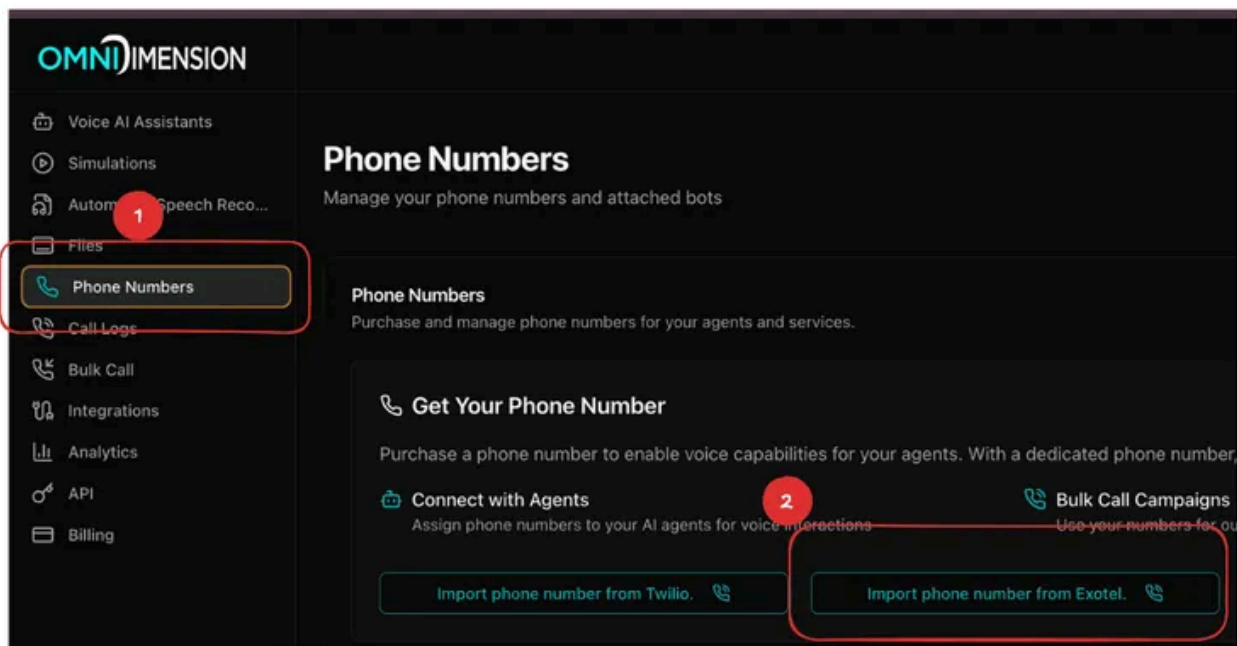 OMNIDIMENSION
Voice AI Assistants
Simulations
Speech Reco...
1
Files
Phone Numbers
Call Logs
Bulk Call
Integrations
Analytics
API
Billing
Phone Numbers
Manage your phone numbers and attached bots
Phone Numbers
Purchase and manage phone numbers for your agents and services.
Get Your Phone Number
Purchase a phone number to enable voice capabilities for your agents. With a dedicated phone number,
Connect with Agents
Assign phone numbers to your AI agents for voice interactions
2
Bulk Call Campaigns
Use your numbers for
Import phone number from Twilio.
Import phone number from Exotel.